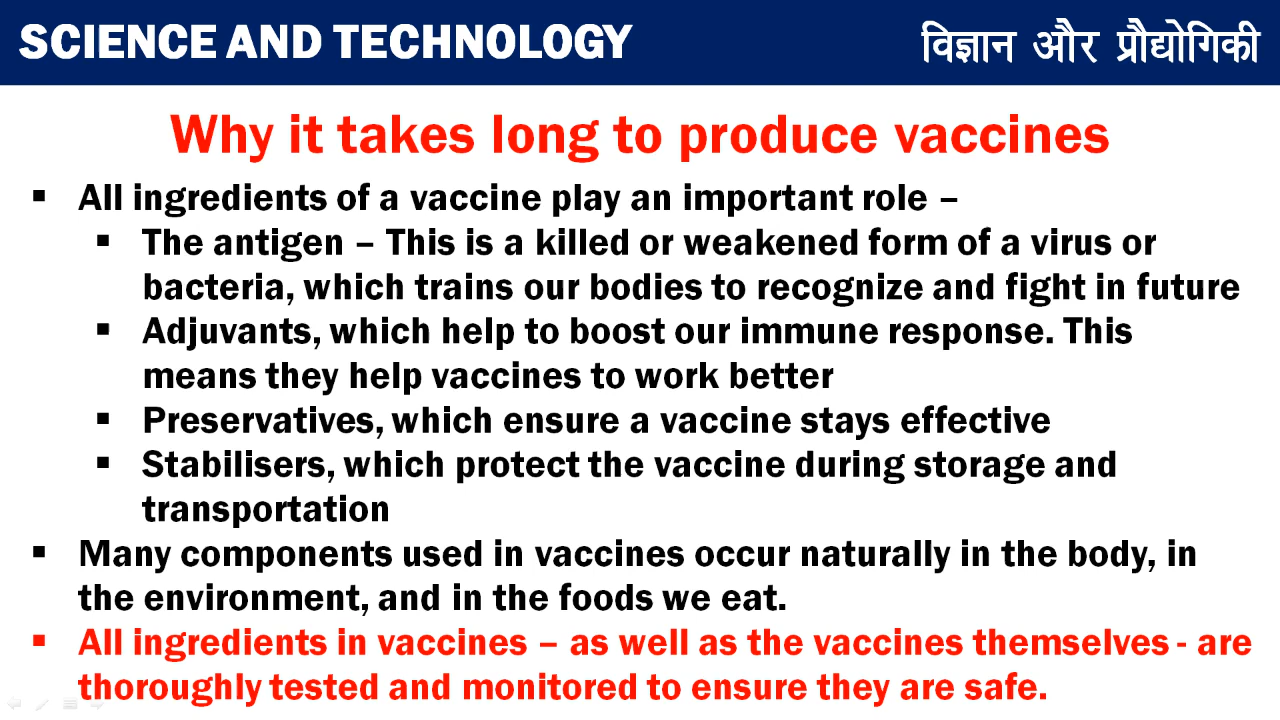 SCIENCE AND TECHNOLOGY
विज्ञान और प्रौद्योगिकी
Why it takes long to produce vaccines
▪ All ingredients of a vaccine play an important role –
▪ The antigen – This is a killed or weakened form of a virus or
bacteria, which trains our bodies to recognize and fight in future
▪ Adjuvants, which help to boost our immune response. This
means they help vaccines to work better
▪ Preservatives, which ensure a vaccine stays effective
▪ Stabilisers, which protect the vaccine during storage and
transportation
▪ Many components used in vaccines occur naturally in the body, in
the environment, and in the foods we eat.
▪ All ingredients in vaccines – as well as the vaccines themselves - are
thoroughly tested and monitored to ensure they are safe.